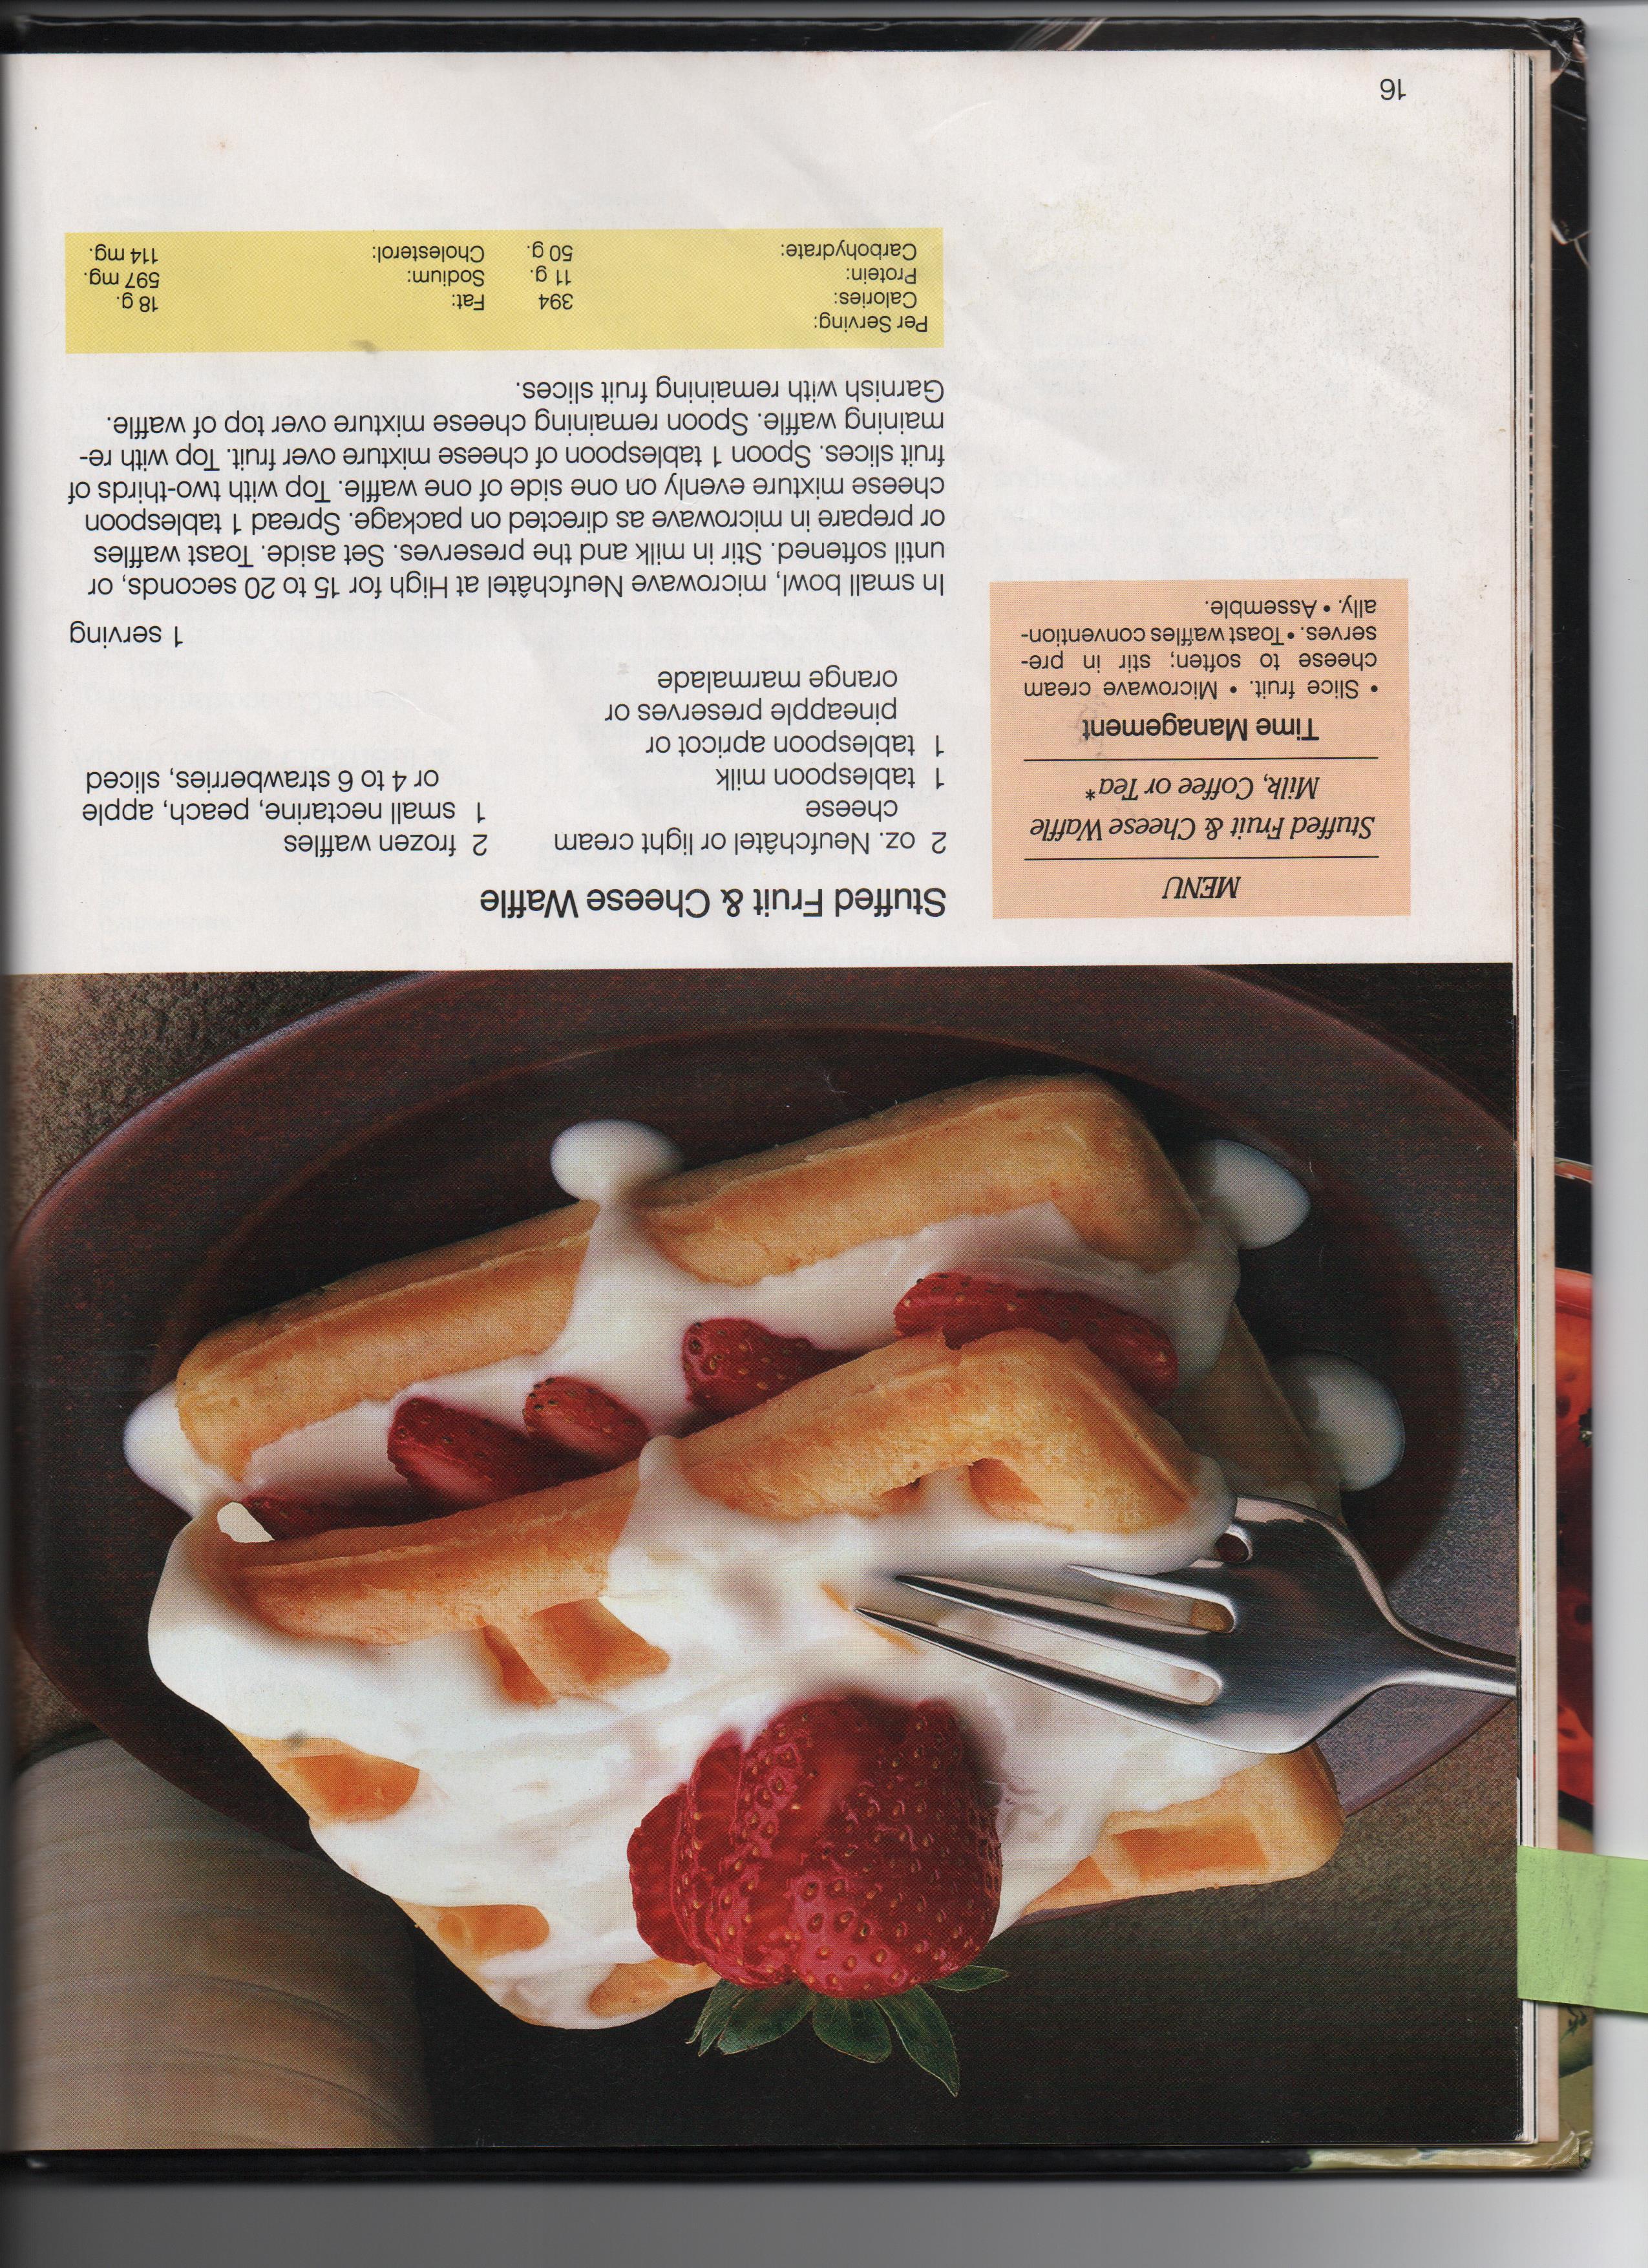 MENU
Stuffed Fruit & Cheese Waffle
Milk, Coffee or Tea*
Time Management
• Slice fruit. • Microwave cream
cheese to soften; stir in pre-
serves. • Toast waffles convention-
ally. • Assemble.
Stuffed Fruit & Cheese Waffle
2 oz. Neufchâtel or light cream
cheese
1 tablespoon milk
1 tablespoon apricot or
pineapple preserves or
orange marmalade
2 frozen waffles
1 small nectarine, peach, apple
or 4 to 6 strawberries, sliced
1 serving
In small bowl, microwave Neufchâtel at High for 15 to 20 seconds, or
until softened. Stir in milk and the preserves. Set aside. Toast waffles
or prepare in microwave as directed on package. Spread 1 tablespoon
cheese mixture evenly on one side of one waffle. Top with two-thirds of
fruit slices. Spoon 1 tablespoon of cheese mixture over fruit. Top with re-
maining waffle. Spoon remaining cheese mixture over top of waffle.
Garnish with remaining fruit slices.
Per Serving:
Calories: 394 Fat: 18 g.
Protein: 11 g. Sodium: 597 mg.
Carbohydrate: 50 g. Cholesterol: 114 mg.
16